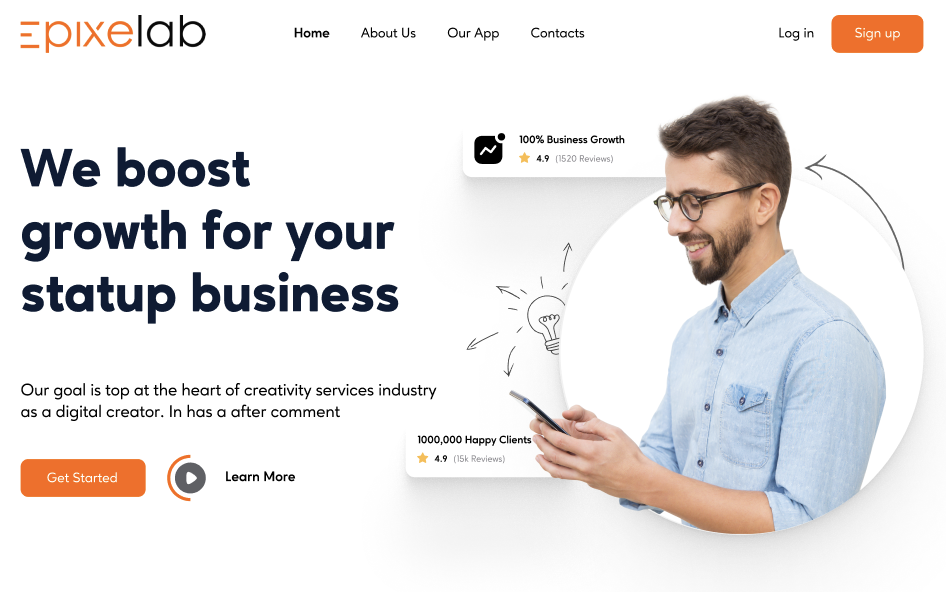 Epixelab
Home About Us Our App Contacts
Log in Sign up
We boost
growth for your
statup business
100% Business Growth
4.9 (1520 Reviews)
Our goal is top at the heart of creativity services industry
as a digital creator. In has a after comment
Get Started Learn More
1000,000 Happy Clients
4.9 (15k Reviews)